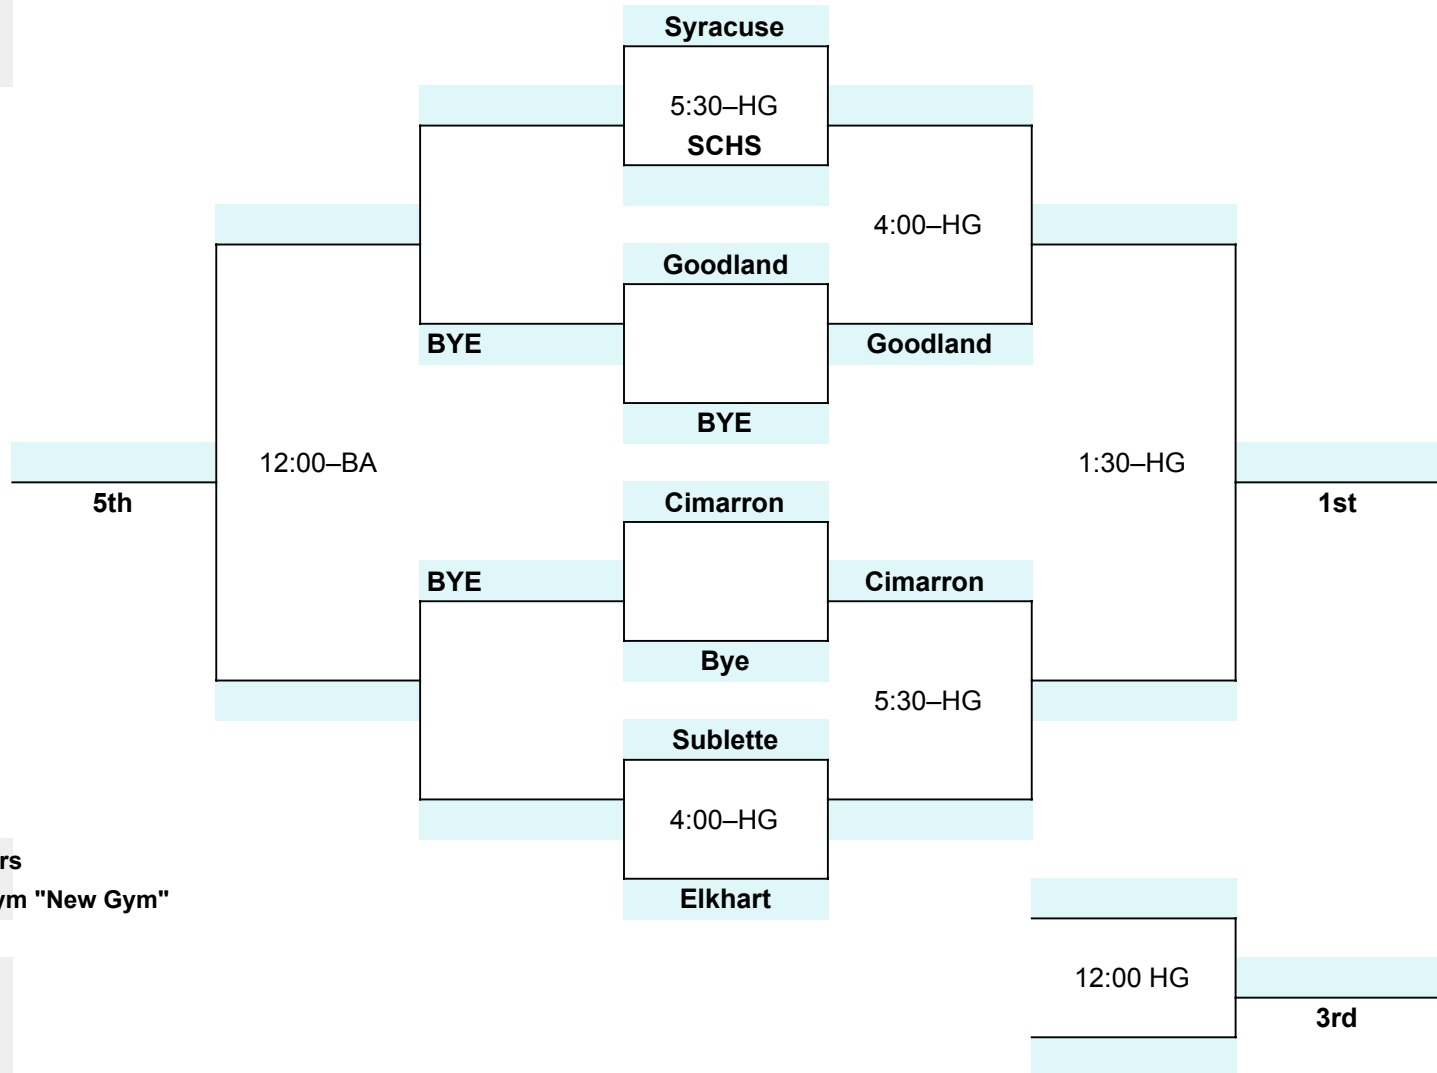 Syracuse
5:30–HG
SCHS
4:00–HG
Goodland
BYE
Goodland
BYE
12:00–BA
1:30–HG
5th
Cimarron
1st
BYE
Cimarron
Bye
5:30–HG
Sublette
4:00–HG
rs
ym "New Gym"
Elkhart
12:00 HG
3rd